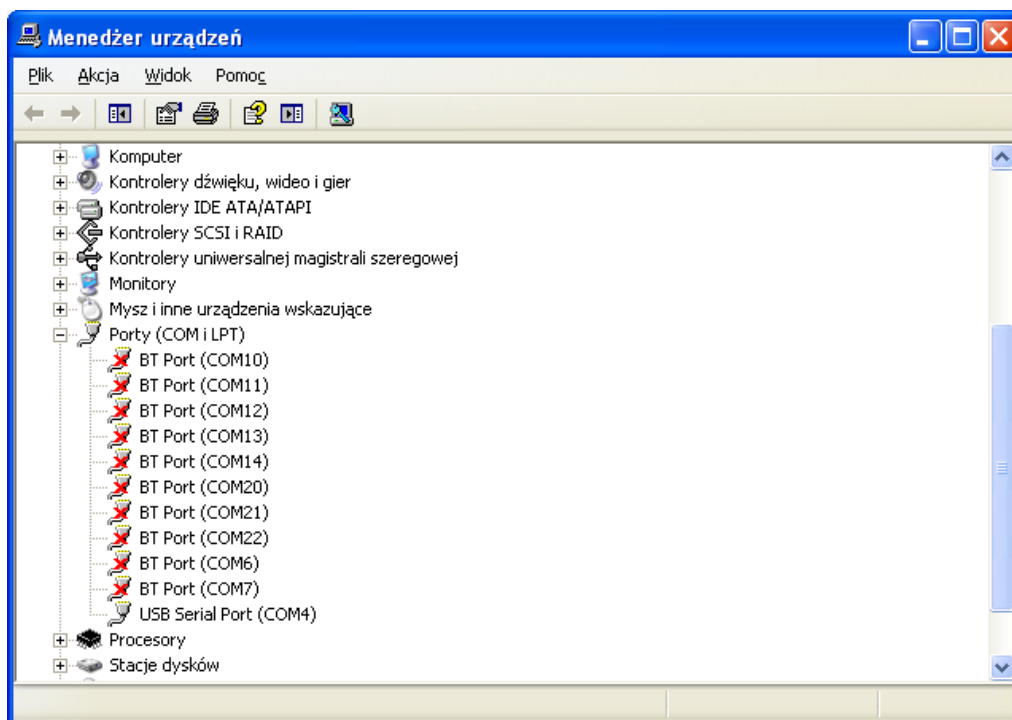 Menedżer urządzeń
Plik Akcja Widok Pomoc
Komputer
Kontrolery dźwięku, wideo i gier
Kontrolery IDE ATA/ATAPI
Kontrolery SCSI i RAID
Kontrolery uniwersalnej magistrali szeregowej
Monitory
Mysz i inne urządzenia wskazujące
Porty (COM i LPT)
BT Port (COM10)
BT Port (COM11)
BT Port (COM12)
BT Port (COM13)
BT Port (COM14)
BT Port (COM20)
BT Port (COM21)
BT Port (COM22)
BT Port (COM6)
BT Port (COM7)
USB Serial Port (COM4)
Procesory
Stacje dysków